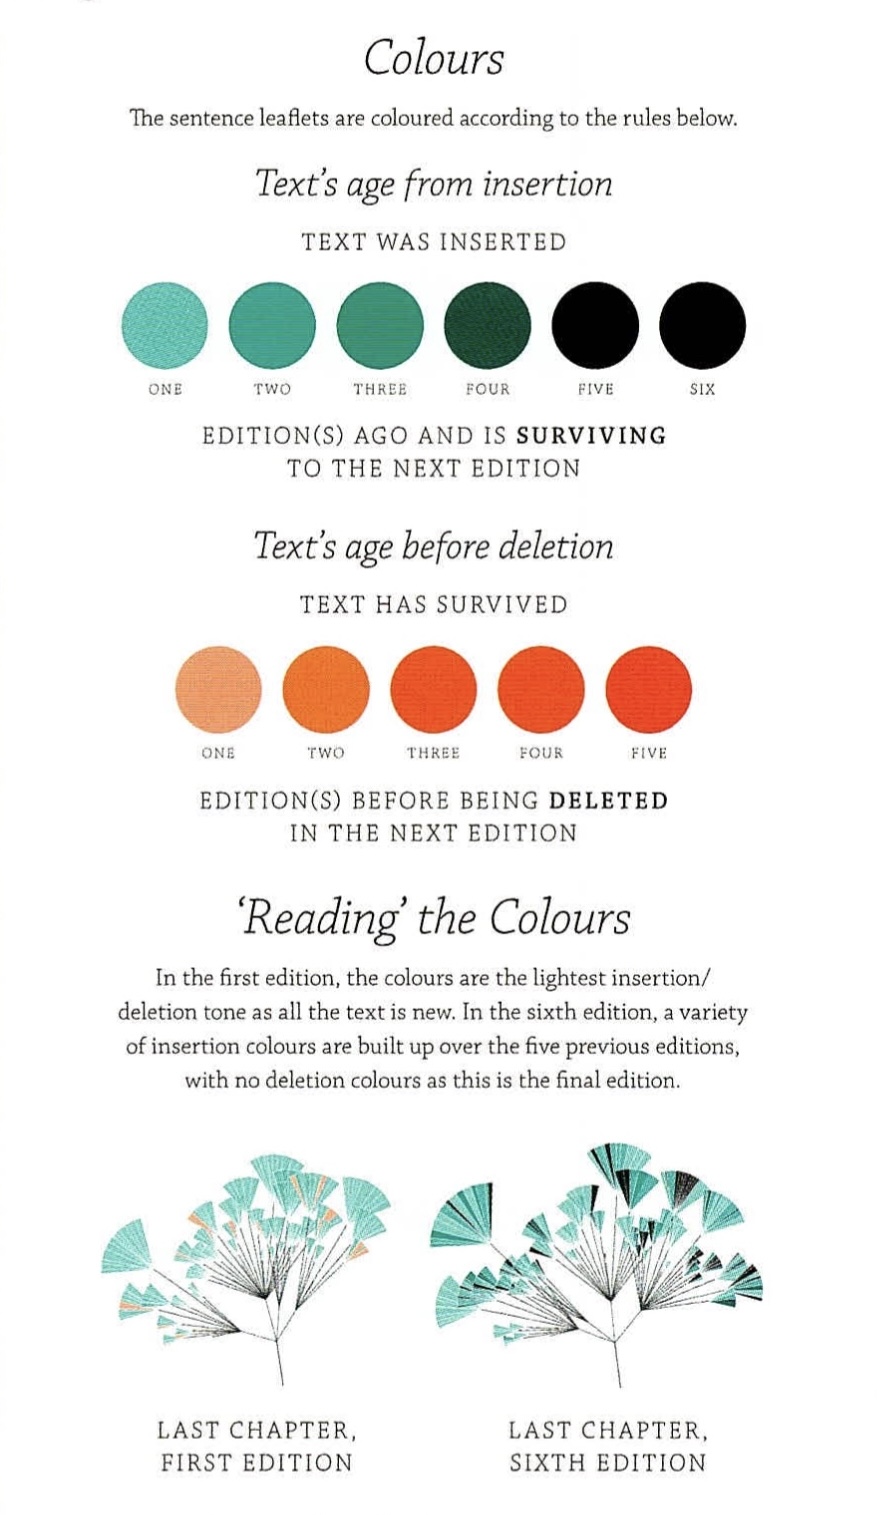 Colours
The sentence leaflets are coloured according to the rules below.
Text's age from insertion
TEXT WAS INSERTED
ONE TWO THREE FOUR FIVE SIX
EDITION(S) AGO AND IS SURVIVING
TO THE NEXT EDITION
Text's age before deletion
TEXT HAS SURVIVED
ONE TWO THREE FOUR FIVE
EDITION(S) BEFORE BEING DELETED
IN THE NEXT EDITION
‘Reading’ the Colours
In the first edition, the colours are the lightest insertion/
deletion tone as all the text is new. In the sixth edition, a variety
of insertion colours are built up over the five previous editions,
with no deletion colours as this is the final edition.
LAST CHAPTER,
FIRST EDITION
LAST CHAPTER,
SIXTH EDITION